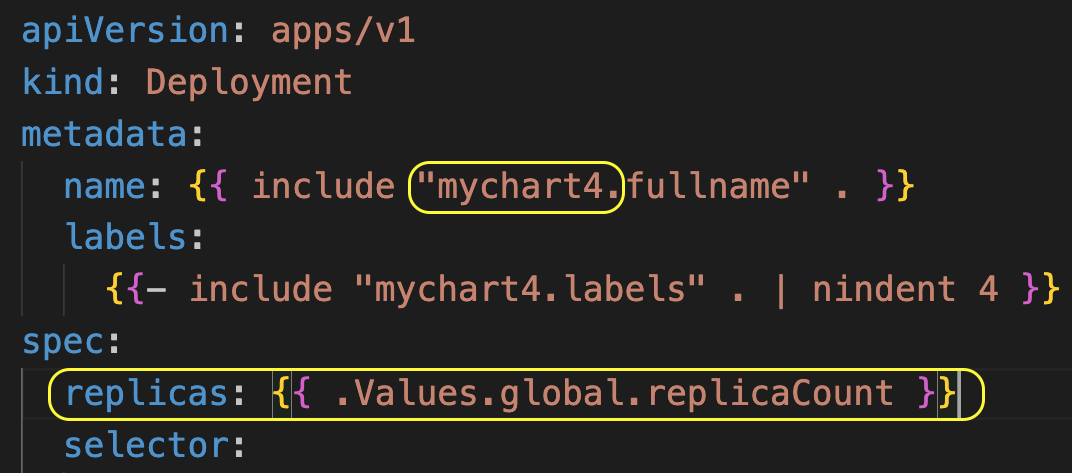 apiVersion: apps/v1
kind: Deployment
metadata:
  name: {{ include "mychart4.fullname" . }}
  labels:
    {{- include "mychart4.labels" . | nindent 4 }}
spec:
  replicas: {{ .Values.global.replicaCount }}
  selector: